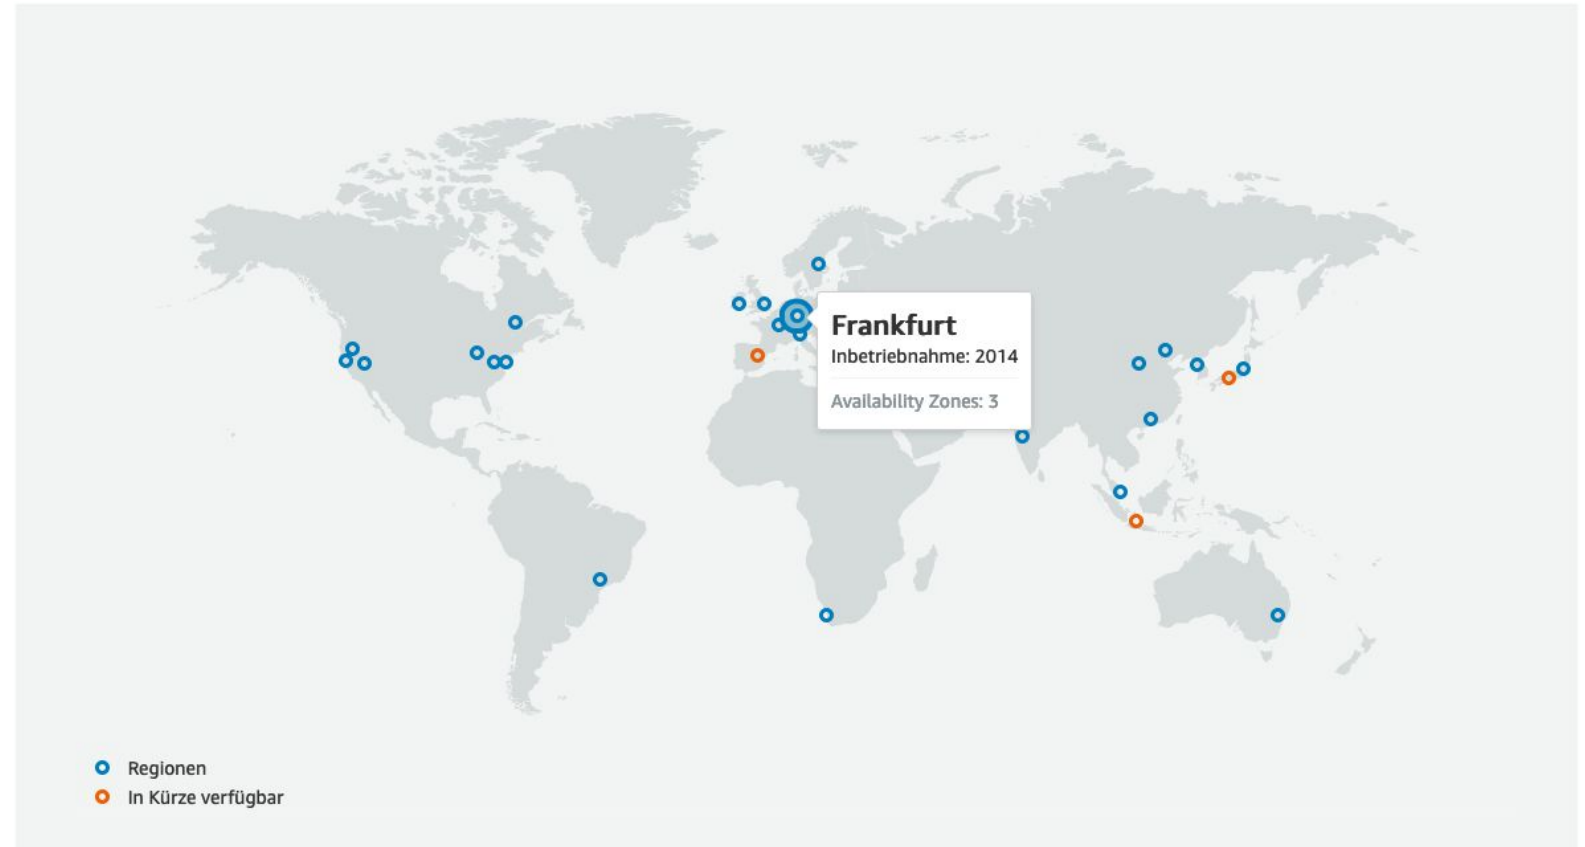 Frankfurt
Inbetriebnahme: 2014
Availability Zones: 3
Regionen
In Kürze verfügbar